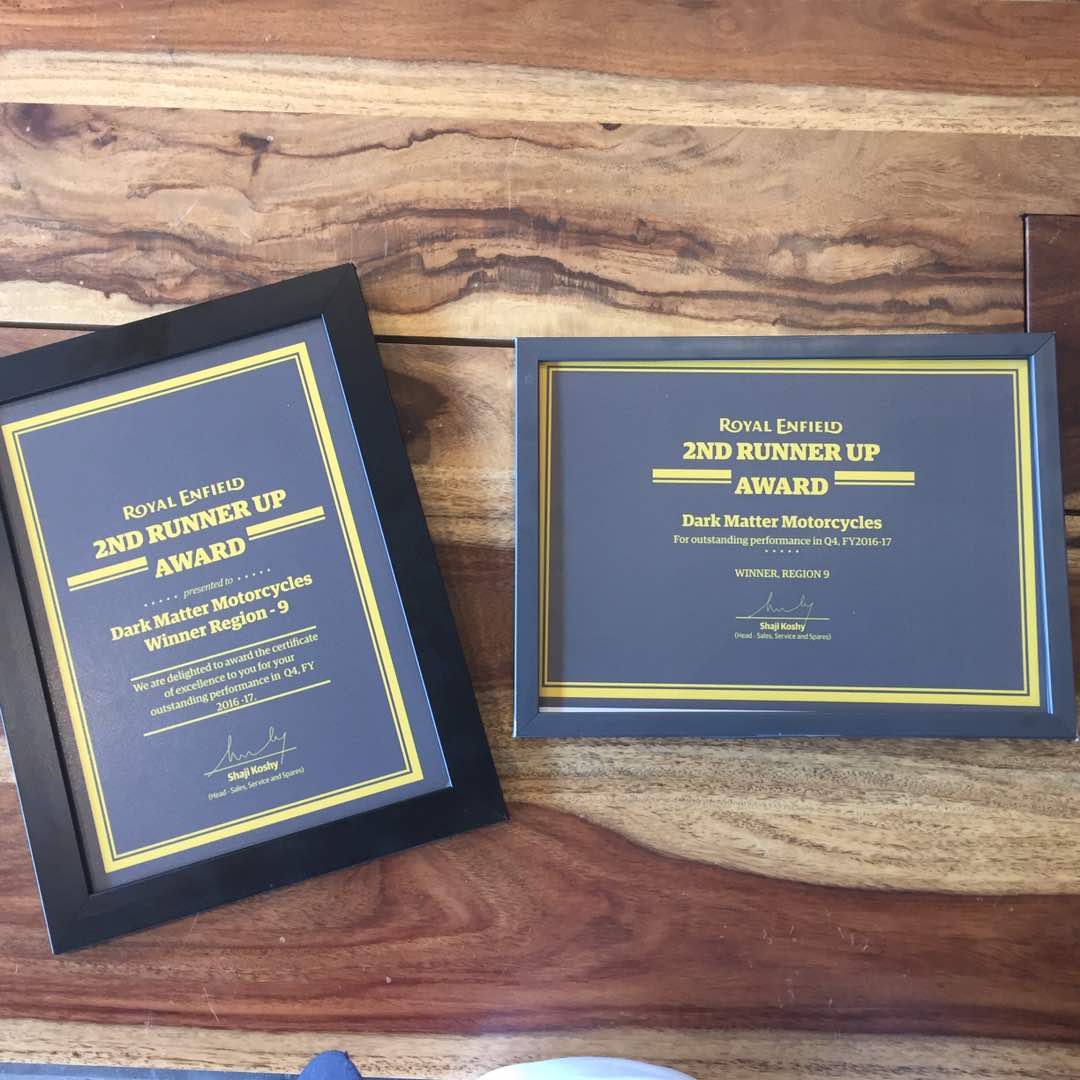 ROYAL ENFIELD
2ND RUNNER UP
AWARD
presented to
Dark Matter Motorcycles
Winner Region - 9
We are delighted to award the certificate
of excellence to you for your
outstanding performance in Q4, FY
2016 -17.
Shaji Koshy
(Head - Sales, Service and Spares)
ROYAL ENFIELD
2ND RUNNER UP
AWARD
Dark Matter Motorcycles
For outstanding performance in Q4, FY2016-17
WINNER, REGION 9
Shaji Koshy
(Head - Sales, Service and Spares)